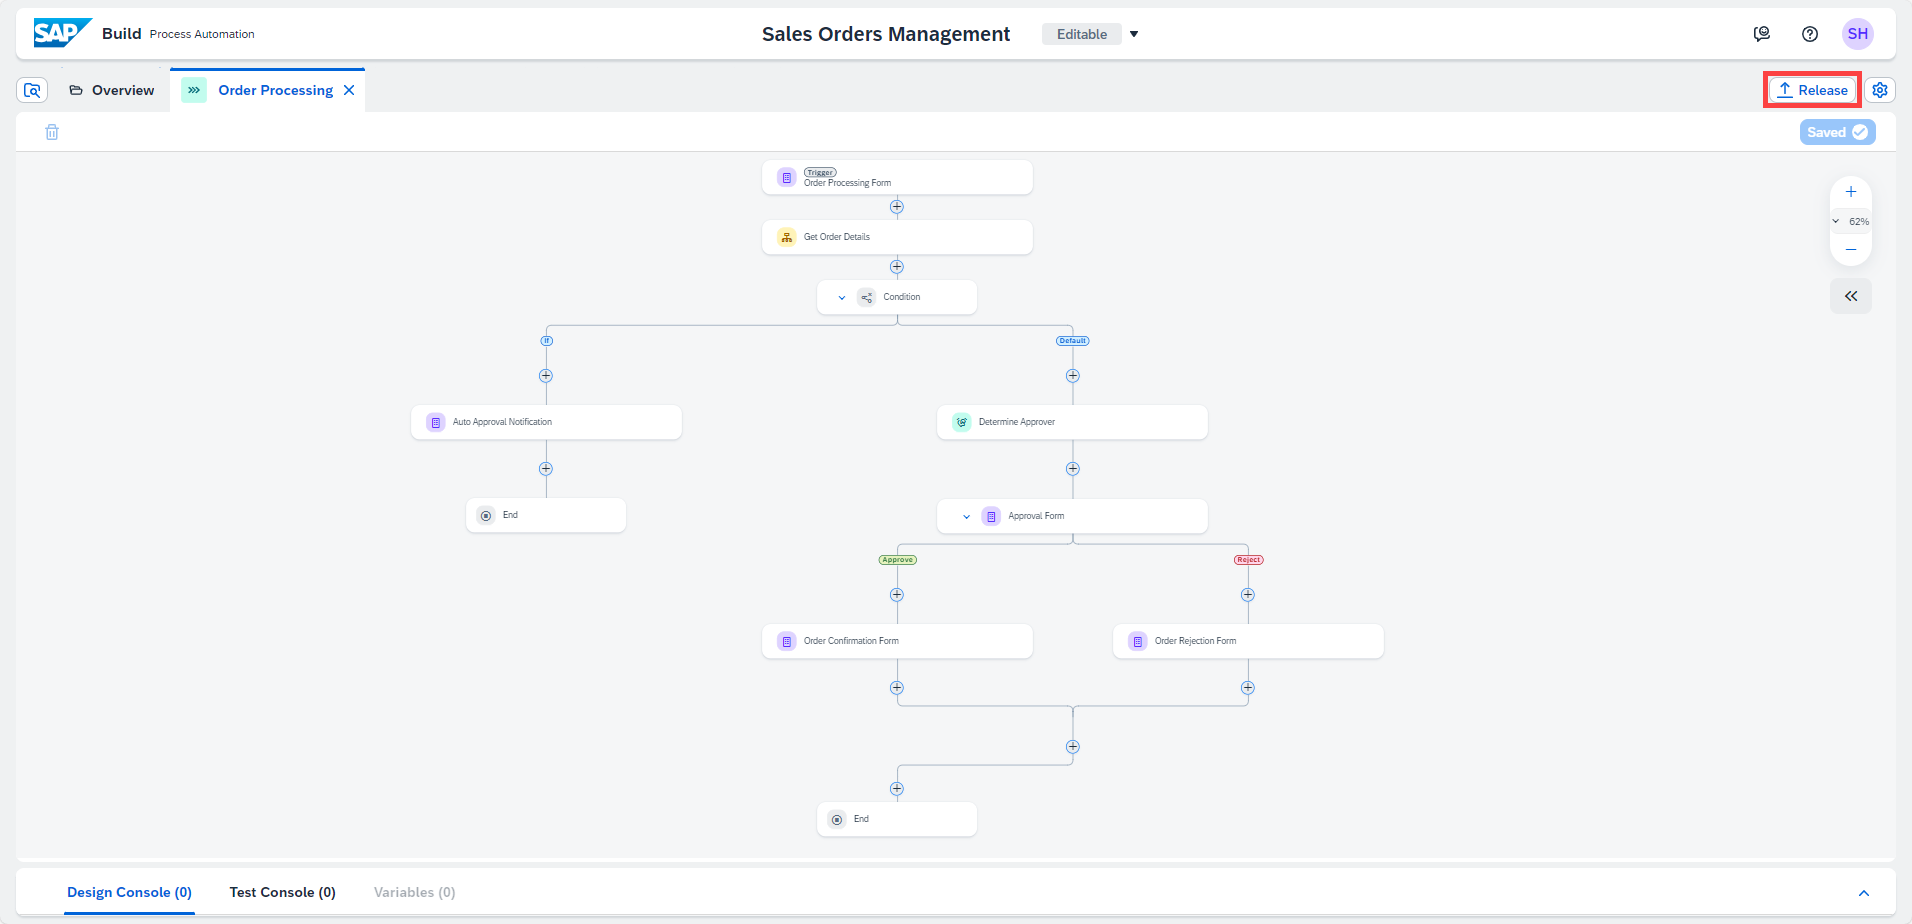 SAP Build Process Automation
Sales Orders Management
Editable
SH
Overview
Order Processing
Release
Saved
Trigger
Order Processing Form
Get Order Details
62%
Condition
If
Default
Auto Approval Notification
Determine Approver
End
Approval Form
Approve
Reject
Order Confirmation Form
Order Rejection Form
End
Design Console (0)
Test Console (0)
Variables (0)